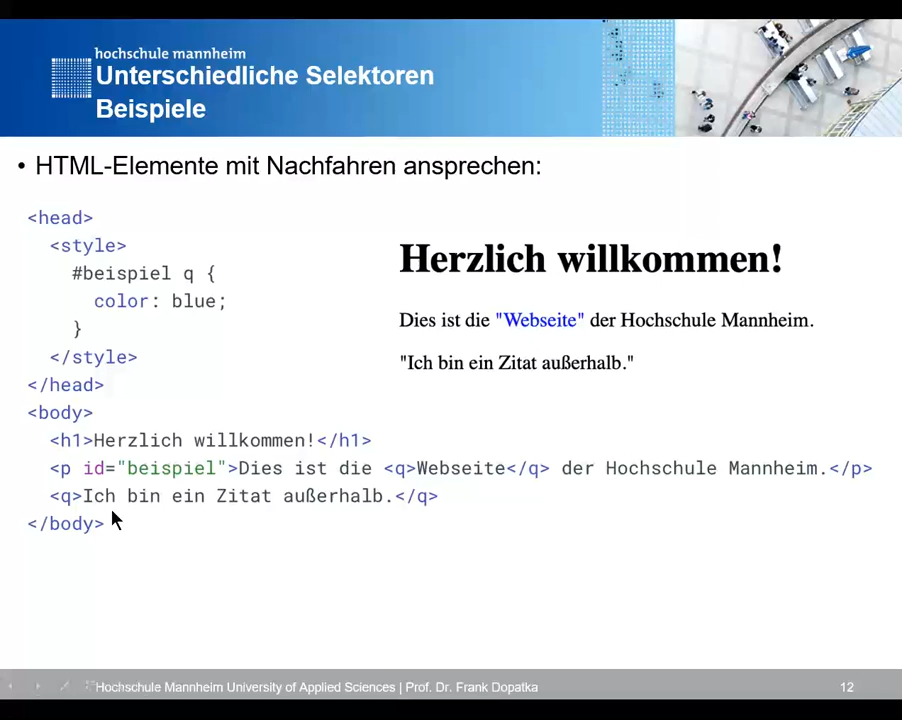 hochschule mannheim
Unterschiedliche Selektoren
Beispiele
• HTML-Elemente mit Nachfahren ansprechen:
<head>
<style>
#beispiel q {
color: blue;
}
</style>
</head>
<body>
<h1>Herzlich willkommen!</h1>
<p id="beispiel">Dies ist die <q>Webseite</q> der Hochschule Mannheim.</p>
<q>Ich bin ein Zitat außerhalb.</q>
</body>
Herzlich willkommen!
Dies ist die "Webseite" der Hochschule Mannheim.
"Ich bin ein Zitat außerhalb."
Hochschule Mannheim University of Applied Sciences | Prof. Dr. Frank Dopatka
12